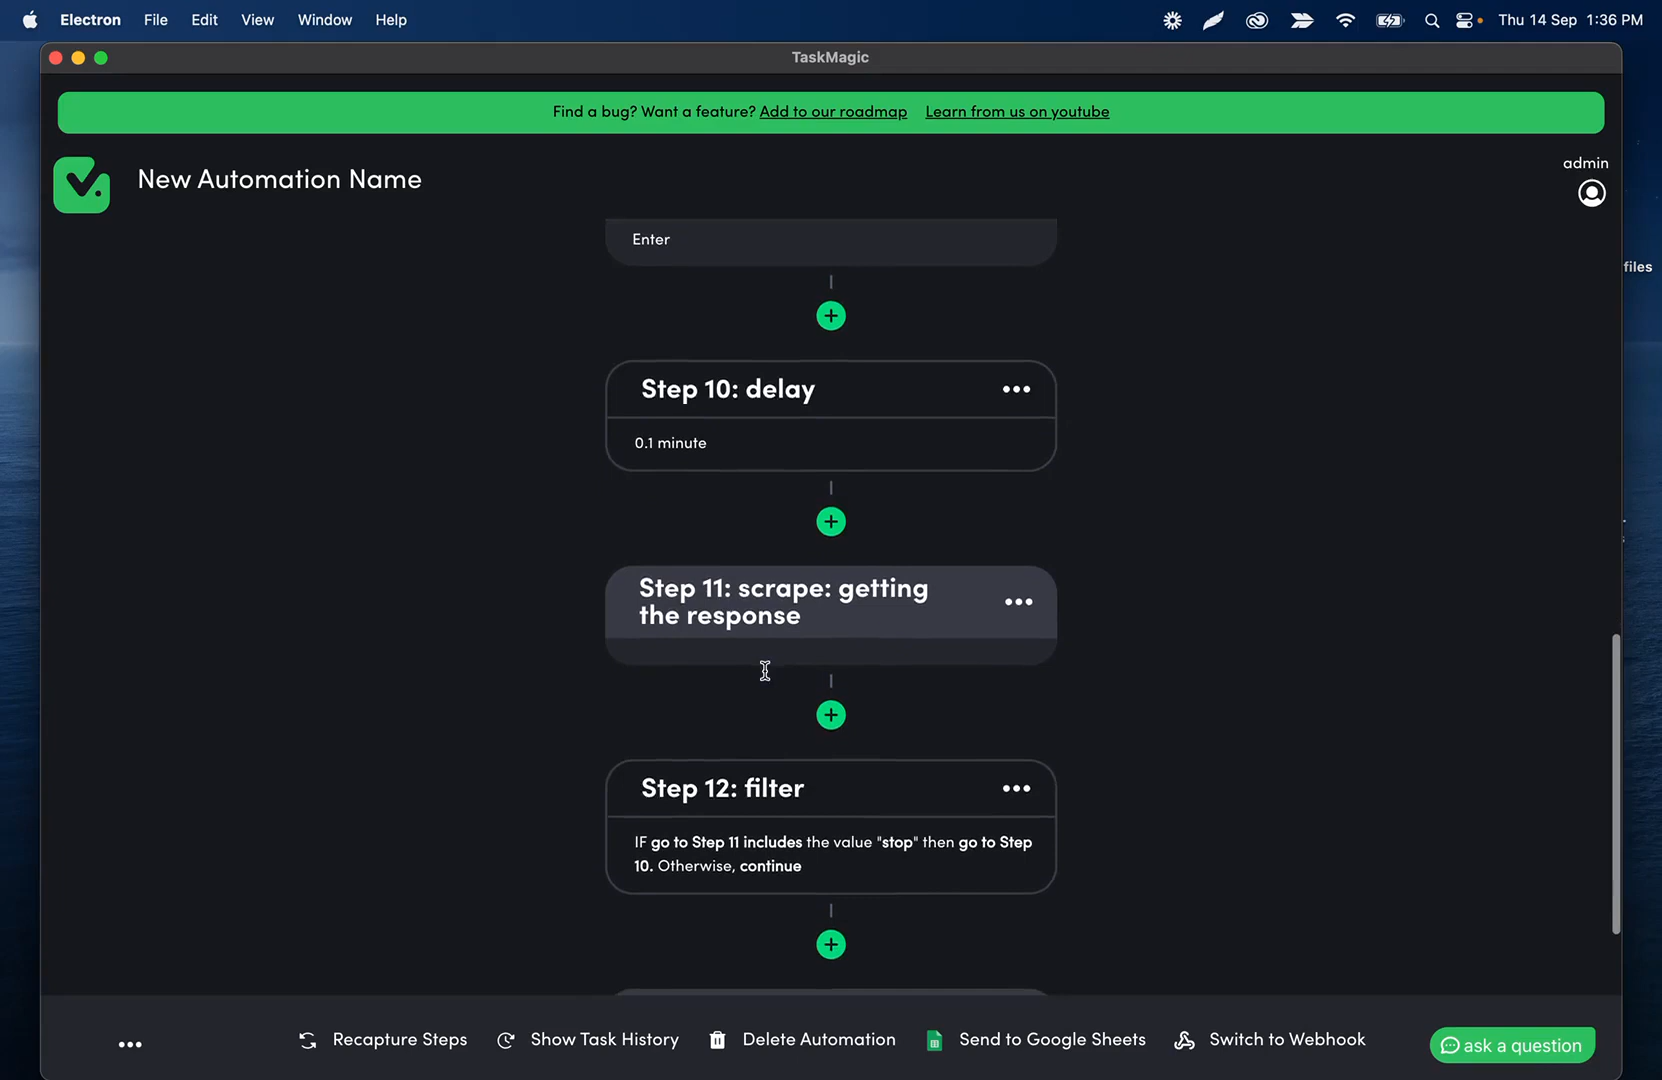 Electron File Edit View Window Help Thu 14 Sep 1:36 PM
TaskMagic
Find a bug? Want a feature? Add to our roadmap Learn from us on youtube
New Automation Name
admin
files
Enter
Step 10: delay
0.1 minute
Step 11: scrape: getting
the response
Step 12: filter
IF go to Step 11 includes the value "stop" then go to Step
10. Otherwise, continue
Recapture Steps Show Task History Delete Automation Send to Google Sheets Switch to Webhook ask a question